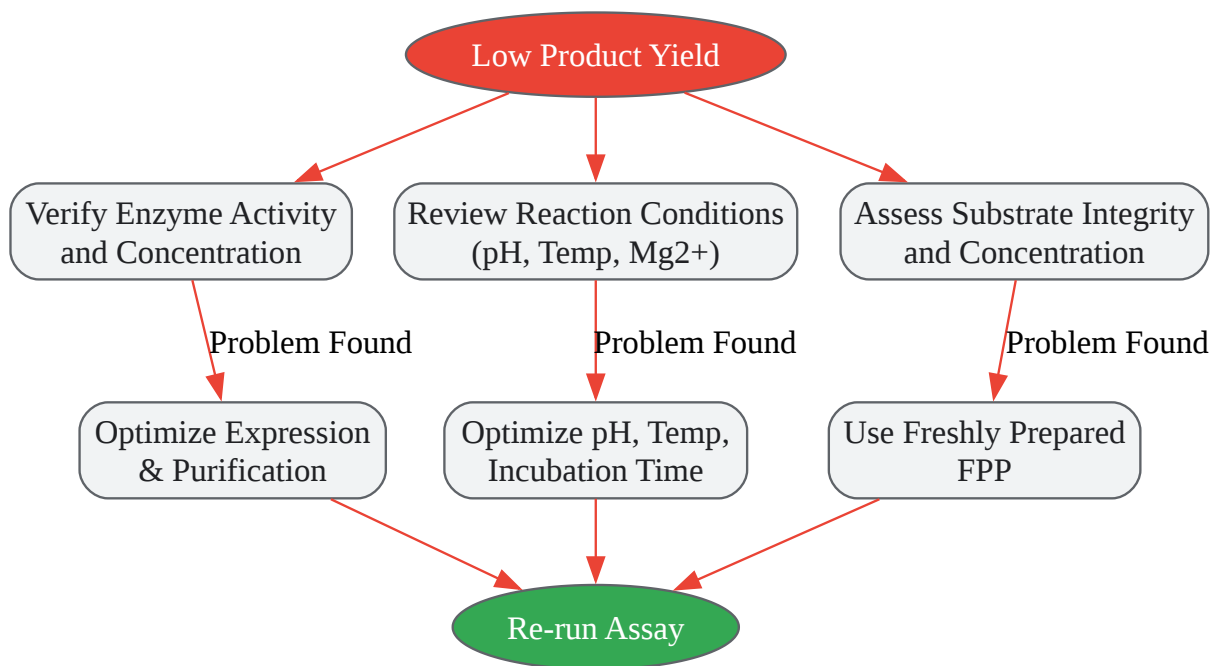 Low Product Yield
Verify Enzyme Activity
and Concentration
Review Reaction Conditions
(pH, Temp, Mg2+)
Assess Substrate Integrity
and Concentration
Problem Found
Problem Found
Problem Found
Optimize Expression
& Purification
Optimize pH, Temp,
Incubation Time
Use Freshly Prepared
FPP
Re-run Assay